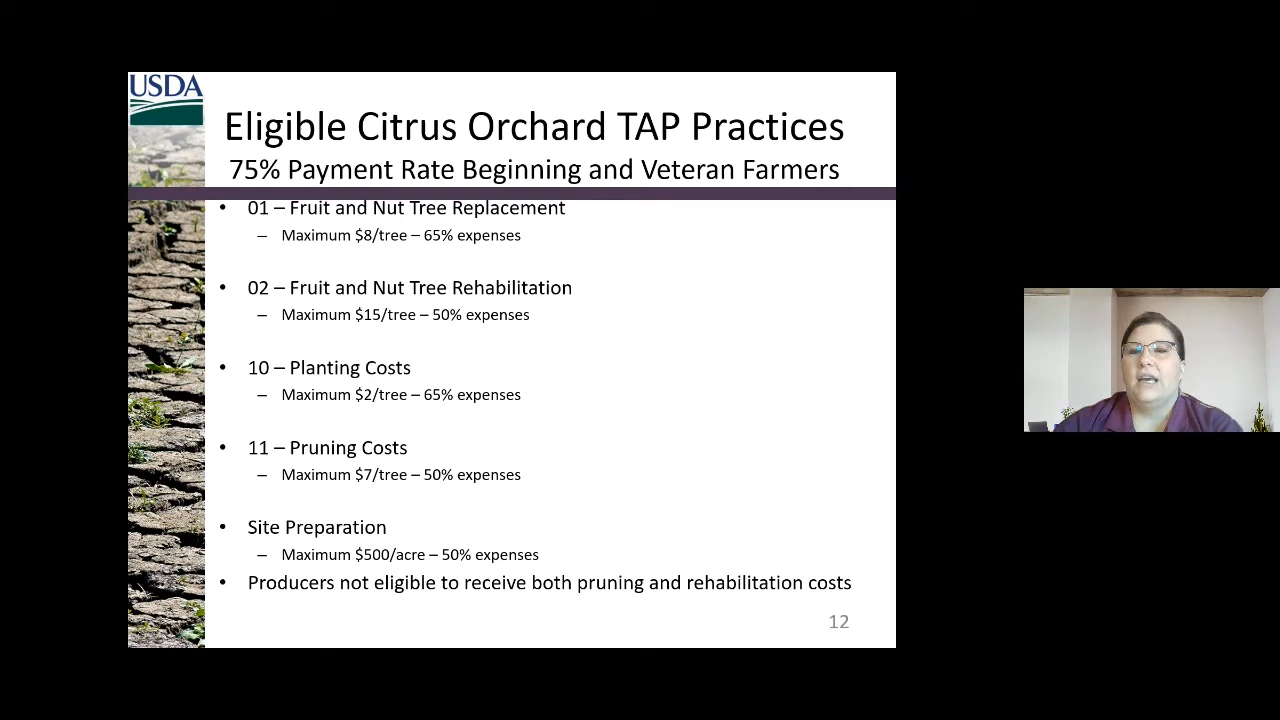 USDA
Eligible Citrus Orchard TAP Practices
75% Payment Rate Beginning and Veteran Farmers
• 01 – Fruit and Nut Tree Replacement
– Maximum $8/tree – 65% expenses
• 02 – Fruit and Nut Tree Rehabilitation
– Maximum $15/tree – 50% expenses
• 10 – Planting Costs
– Maximum $2/tree – 65% expenses
• 11 – Pruning Costs
– Maximum $7/tree – 50% expenses
• Site Preparation
– Maximum $500/acre – 50% expenses
• Producers not eligible to receive both pruning and rehabilitation costs
12